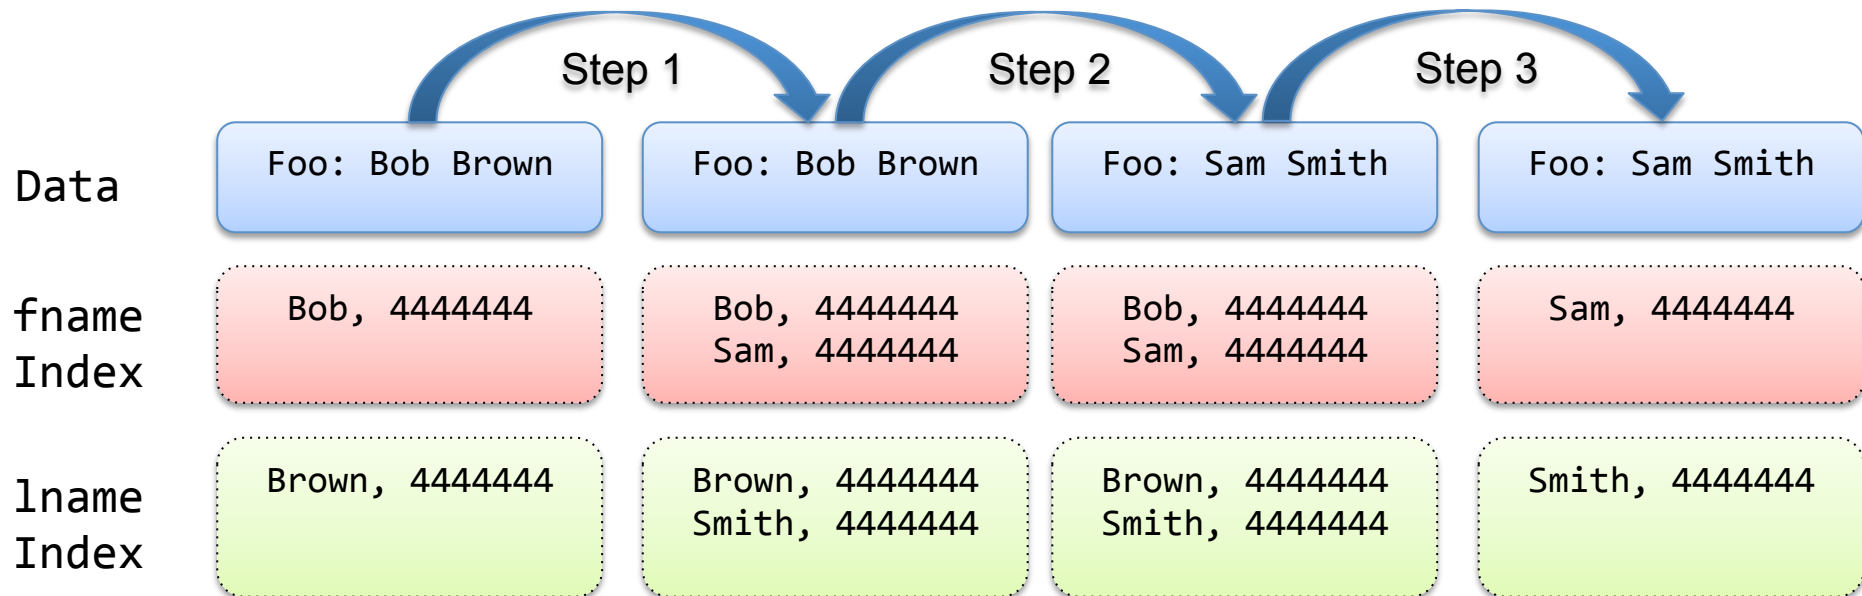 Step 1
Step 2
Step 3
Data
Foo: Bob Brown
Foo: Bob Brown
Foo: Sam Smith
Foo: Sam Smith
fname
Index
Bob, 4444444
Bob, 4444444
Sam, 4444444
Bob, 4444444
Sam, 4444444
Sam, 4444444
lname
Index
Brown, 4444444
Brown, 4444444
Smith, 4444444
Brown, 4444444
Smith, 4444444
Smith, 4444444